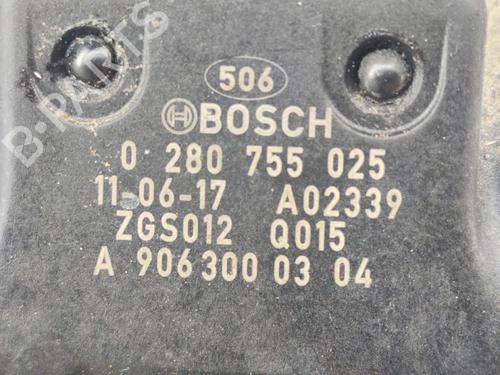 506
BOSCH
0 280 755 025
11-06-17 A02339
ZGS012 Q015
A 906 300 03 04
B-PARTS